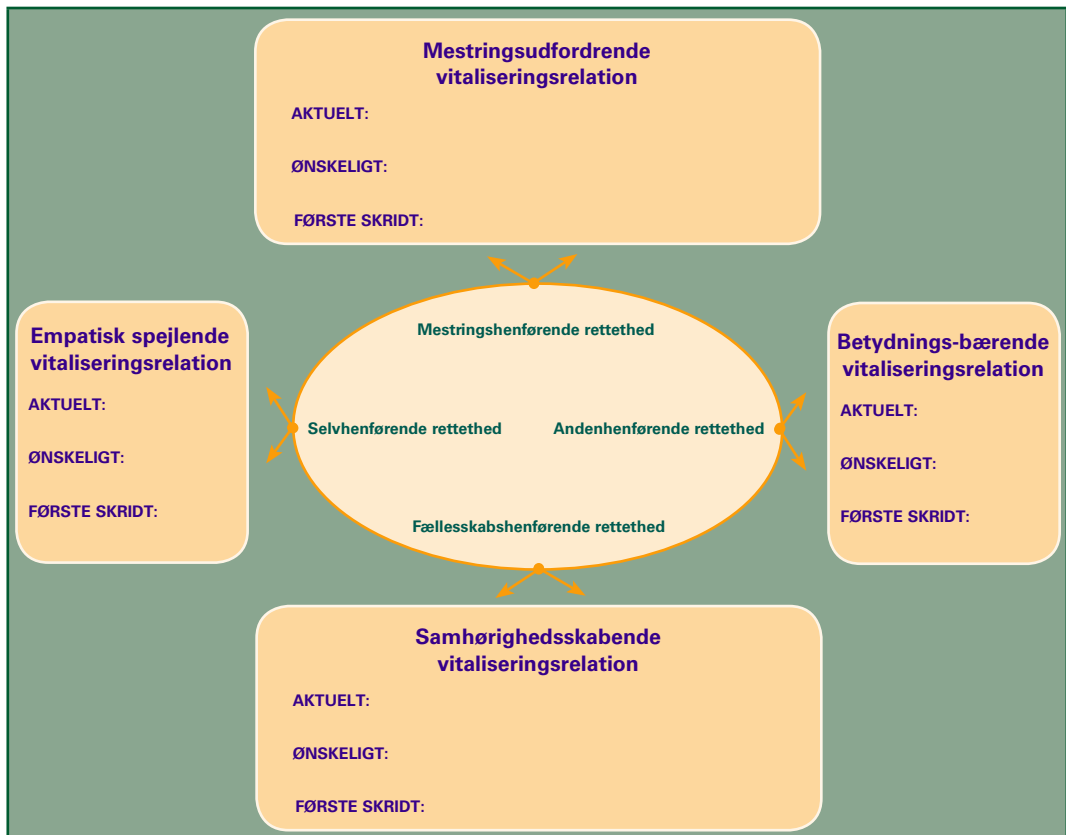 Mestringsudfordrende
vitaliseringsrelation
AKTUELT:
ØNSKELIGT:
FØRSTE SKRIDT:
Empatisk spejlende
vitaliseringsrelation
AKTUELT:
ØNSKELIGT:
FØRSTE SKRIDT:
Mestringshenførende rettethed
Selvhenførende rettethed
Andenhenførende rettethed
Fællesskabshenførende rettethed
Betydnings-bærende
vitaliseringsrelation
AKTUELT:
ØNSKELIGT:
FØRSTE SKRIDT:
Samhørighedsskabende
vitaliseringsrelation
AKTUELT:
ØNSKELIGT:
FØRSTE SKRIDT: